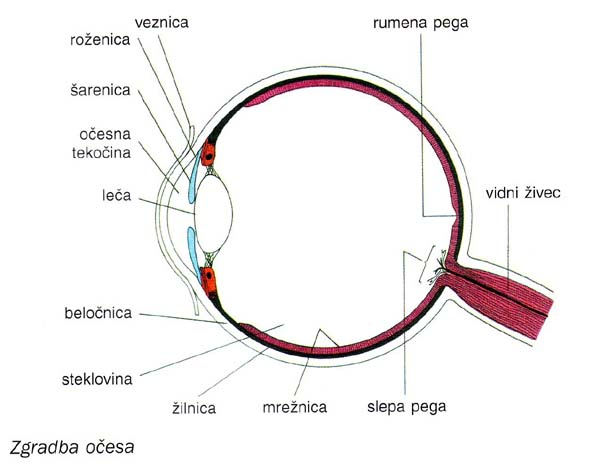 veznica
rumena pega
roženica
šarenica
očesna
tekočina
leča
vidni živec
beločnica
steklovina
žilnica
mrežnica
slepa pega
Zgradba očesa